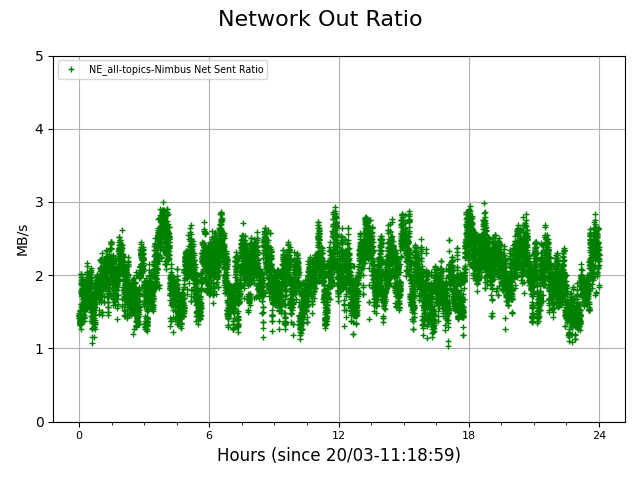 Network Out Ratio
NE_all-topics-Nimbus Net Sent Ratio
MB/s
5
4
3
2
1
0
0 6 12 18 24
Hours (since 20/03-11:18:59)